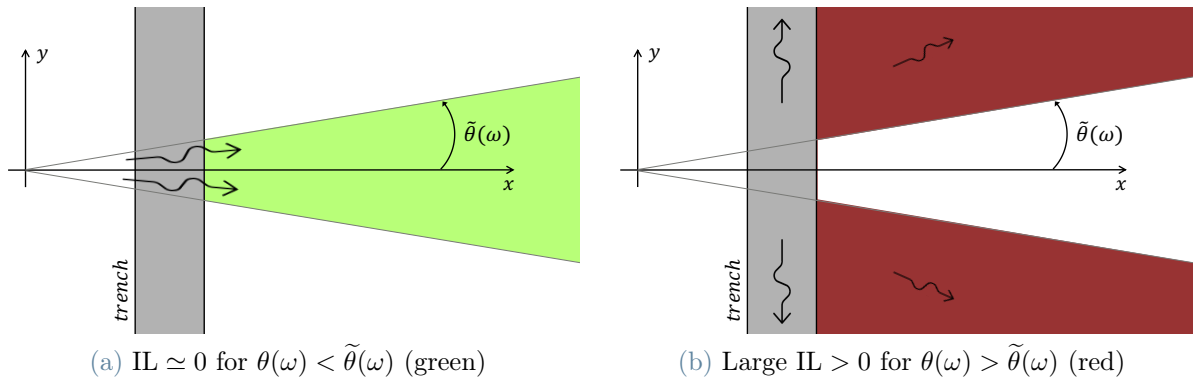 y
θ̃(ω)
x
trench
(a) IL ≃ 0 for θ(ω) < θ̃(ω) (green)
y
θ̃(ω)
x
trench
(b) Large IL > 0 for θ(ω) > θ̃(ω) (red)